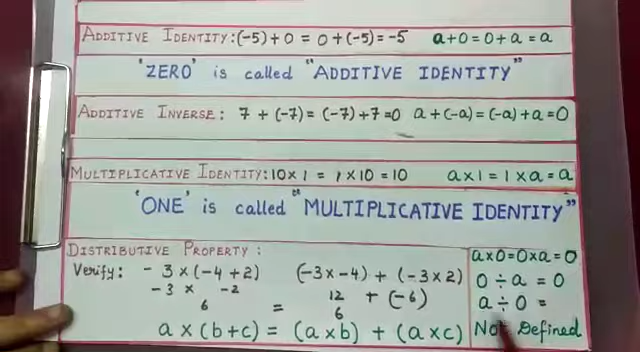 ADDITIVE IDENTITY: (-5)+0 = 0+(-5)= -5   a+0=0+a=a
'ZERO' is called "ADDITIVE IDENTITY"
ADDITIVE INVERSE: 7 + (-7) = (-7) +7 =0   a+(-a)=(-a)+a=0
MULTIPLICATIVE IDENTITY: 10×1 = 1×10 = 10   a×1 = 1×a = a
'ONE' is called "MULTIPLICATIVE IDENTITY"
DISTRIBUTIVE PROPERTY:
Verify: -3×(-4+2)   (-3×-4) + (-3×2)
-3 × -2   12 + (-6)
6 = 6
a×(b+c) = (a×b) + (a×c)
a×0=0×a=0
0÷a = 0
a÷0 =
Not Defined